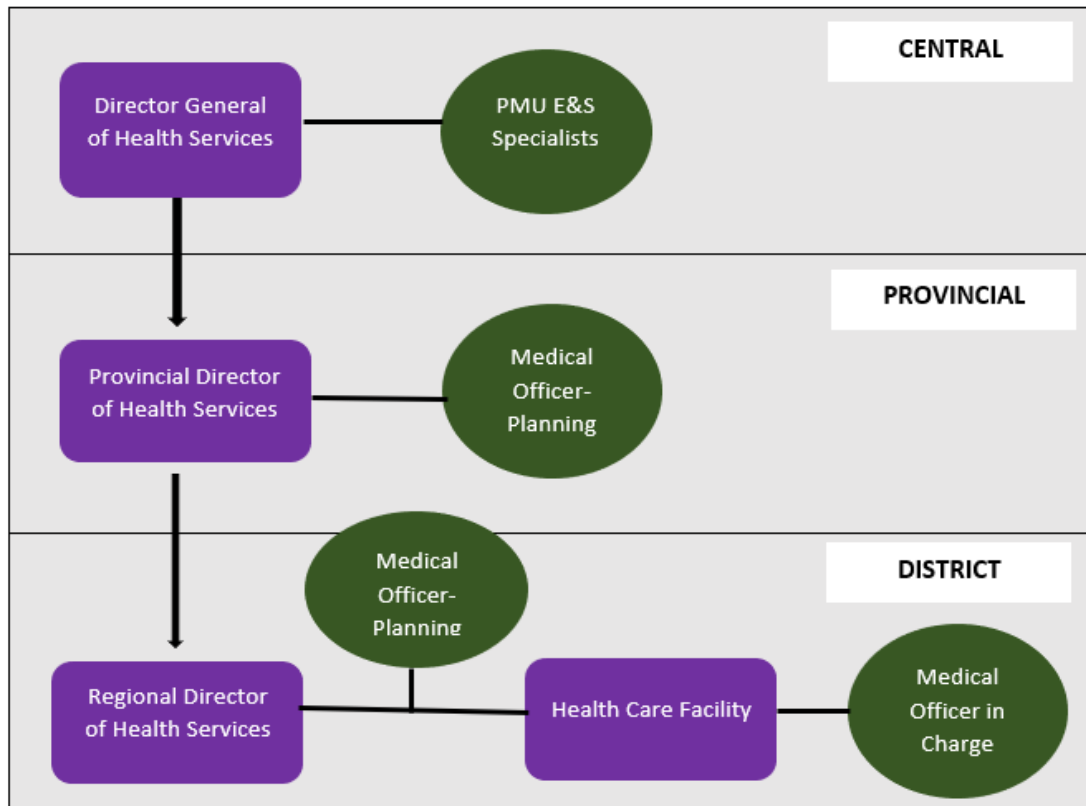 CENTRAL
Director General
of Health Services
PMU E&S
Specialists
PROVINCIAL
Provincial Director
of Health Services
Medical
Officer-
Planning
DISTRICT
Medical
Officer-
Planning
Regional Director
of Health Services
Health Care Facility
Medical
Officer in
Charge